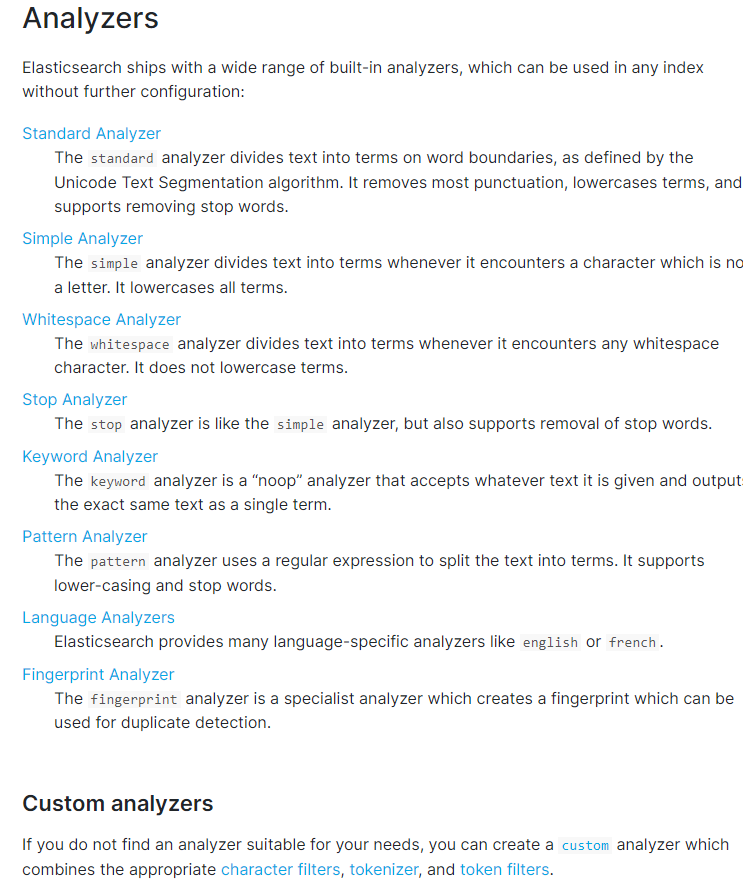 Analyzers
Elasticsearch ships with a wide range of built-in analyzers, which can be used in any index
without further configuration:
Standard Analyzer
The standard analyzer divides text into terms on word boundaries, as defined by the
Unicode Text Segmentation algorithm. It removes most punctuation, lowercases terms, and
supports removing stop words.
Simple Analyzer
The simple analyzer divides text into terms whenever it encounters a character which is no
a letter. It lowercases all terms.
Whitespace Analyzer
The whitespace analyzer divides text into terms whenever it encounters any whitespace
character. It does not lowercase terms.
Stop Analyzer
The stop analyzer is like the simple analyzer, but also supports removal of stop words.
Keyword Analyzer
The keyword analyzer is a “noop” analyzer that accepts whatever text it is given and outputs
the exact same text as a single term.
Pattern Analyzer
The pattern analyzer uses a regular expression to split the text into terms. It supports
lower-casing and stop words.
Language Analyzers
Elasticsearch provides many language-specific analyzers like english or french.
Fingerprint Analyzer
The fingerprint analyzer is a specialist analyzer which creates a fingerprint which can be
used for duplicate detection.
Custom analyzers
If you do not find an analyzer suitable for your needs, you can create a custom analyzer which
combines the appropriate character filters, tokenizer, and token filters.